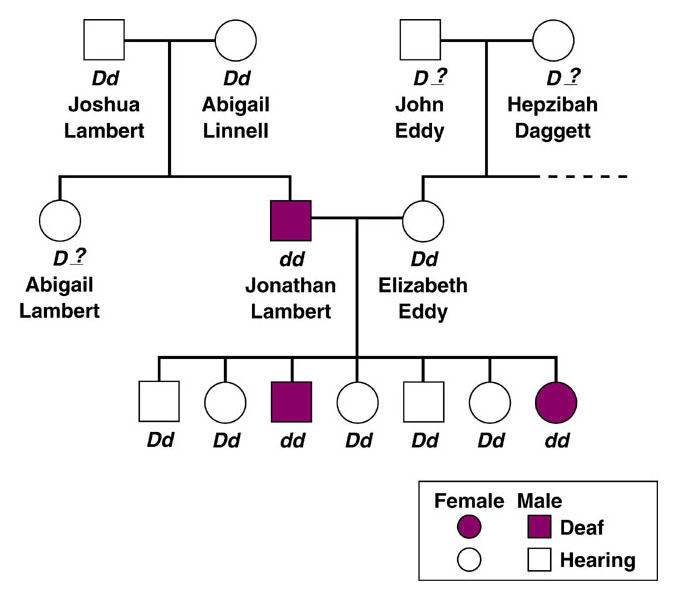 Dd Dd D ? D ?
Joshua Abigail John Hepzibah
Lambert Linnell Eddy Daggett
D ? dd Dd
Abigail Jonathan Elizabeth
Lambert Lambert Eddy
Dd Dd dd Dd Dd Dd dd
Female Male
Deaf
Hearing